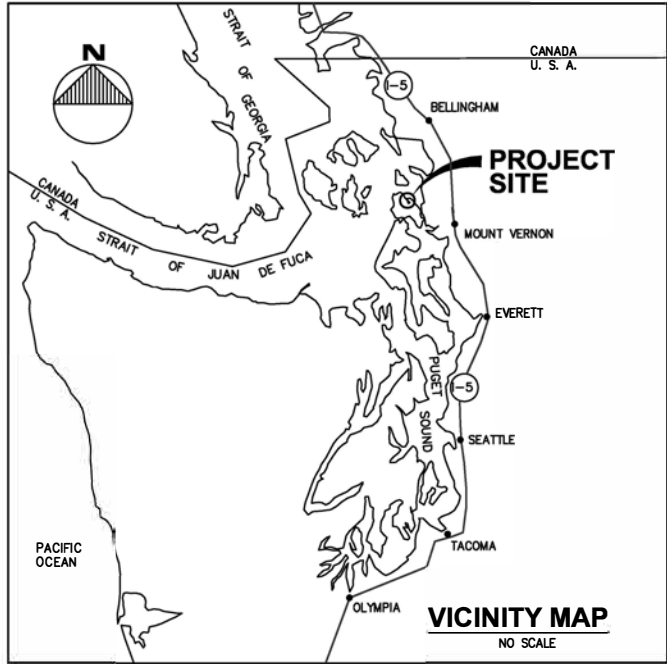 N
STRAIT OF GEORGIA
CANADA
U. S. A.
I-5
BELLINGHAM
PROJECT
SITE
CANADA
U. S. A.
STRAIT OF JUAN DE FUCA
MOUNT VERNON
EVERETT
PUGET SOUND
I-5
SEATTLE
PACIFIC
OCEAN
TACOMA
OLYMPIA
VICINITY MAP
NO SCALE